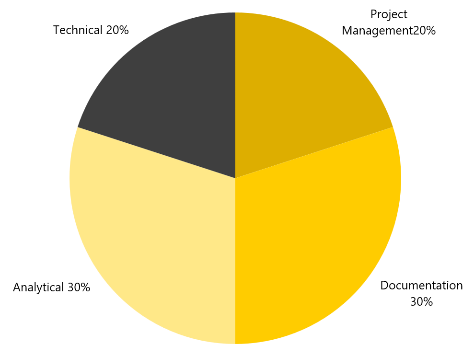 Project
Management20%
Technical 20%
Analytical 30%
Documentation
30%